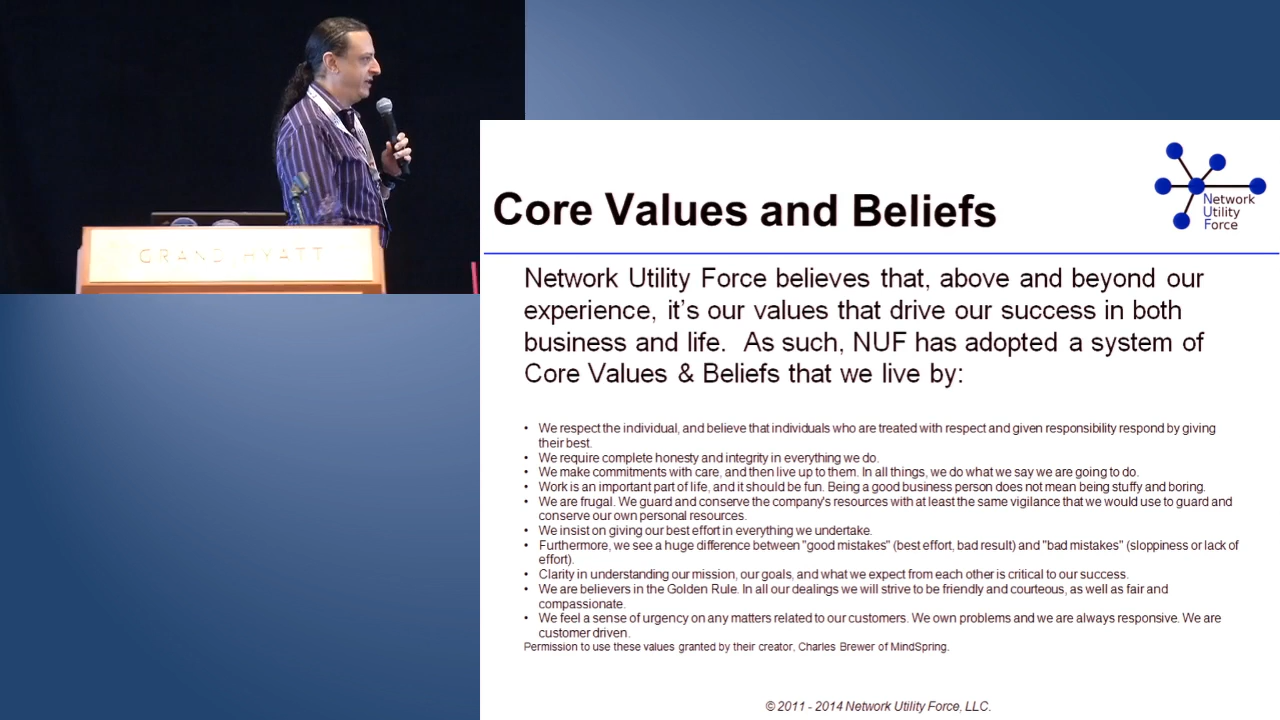 GRAND HYATT
Core Values and Beliefs
Network
Utility
Force
Network Utility Force believes that, above and beyond our
experience, it's our values that drive our success in both
business and life.  As such, NUF has adopted a system of
Core Values & Beliefs that we live by:
• We respect the individual, and believe that individuals who are treated with respect and given responsibility respond by giving
their best.
• We require complete honesty and integrity in everything we do.
• We make commitments with care, and then live up to them. In all things, we do what we say we are going to do.
• Work is an important part of life, and it should be fun. Being a good business person does not mean being stuffy and boring.
• We are frugal. We guard and conserve the company's resources with at least the same vigilance that we would use to guard and
conserve our own personal resources.
• We insist on giving our best effort in everything we undertake.
• Furthermore, we see a huge difference between "good mistakes" (best effort, bad result) and "bad mistakes" (sloppiness or lack of
effort).
• Clarity in understanding our mission, our goals, and what we expect from each other is critical to our success.
• We are believers in the Golden Rule. In all our dealings we will strive to be friendly and courteous, as well as fair and
compassionate.
• We feel a sense of urgency on any matters related to our customers. We own problems and we are always responsive. We are
customer driven.
Permission to use these values granted by their creator, Charles Brewer of MindSpring.
© 2011 - 2014 Network Utility Force, LLC.